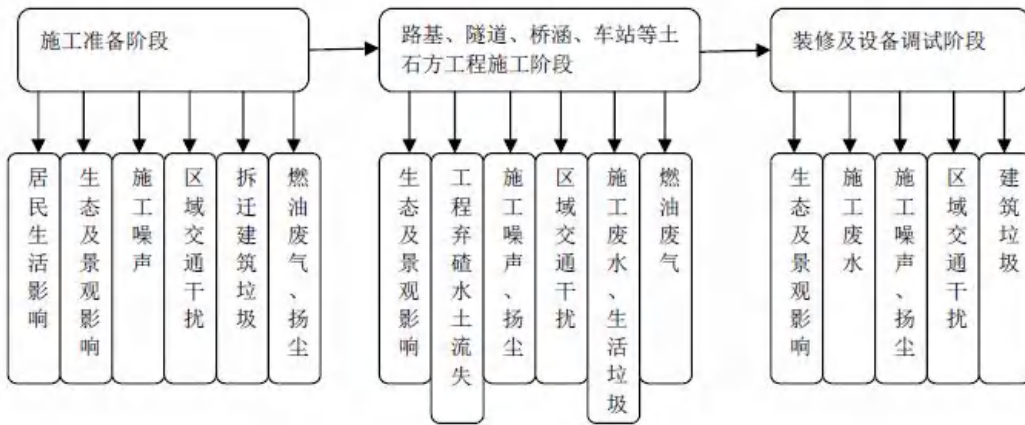 施工准备阶段
路基、隧道、桥涵、车站等土
石方工程施工阶段
装修及设备调试阶段
居民生活影响
生态及景观影响
施工噪声
区域交通干扰
拆迁建筑垃圾
燃油废气、扬尘
生态及景观影响
工程弃碴水土流失
施工噪声、扬尘
区域交通干扰
施工废水、生活垃圾
燃油废气
生态及景观影响
施工废水
施工噪声、扬尘
区域交通干扰
建筑垃圾